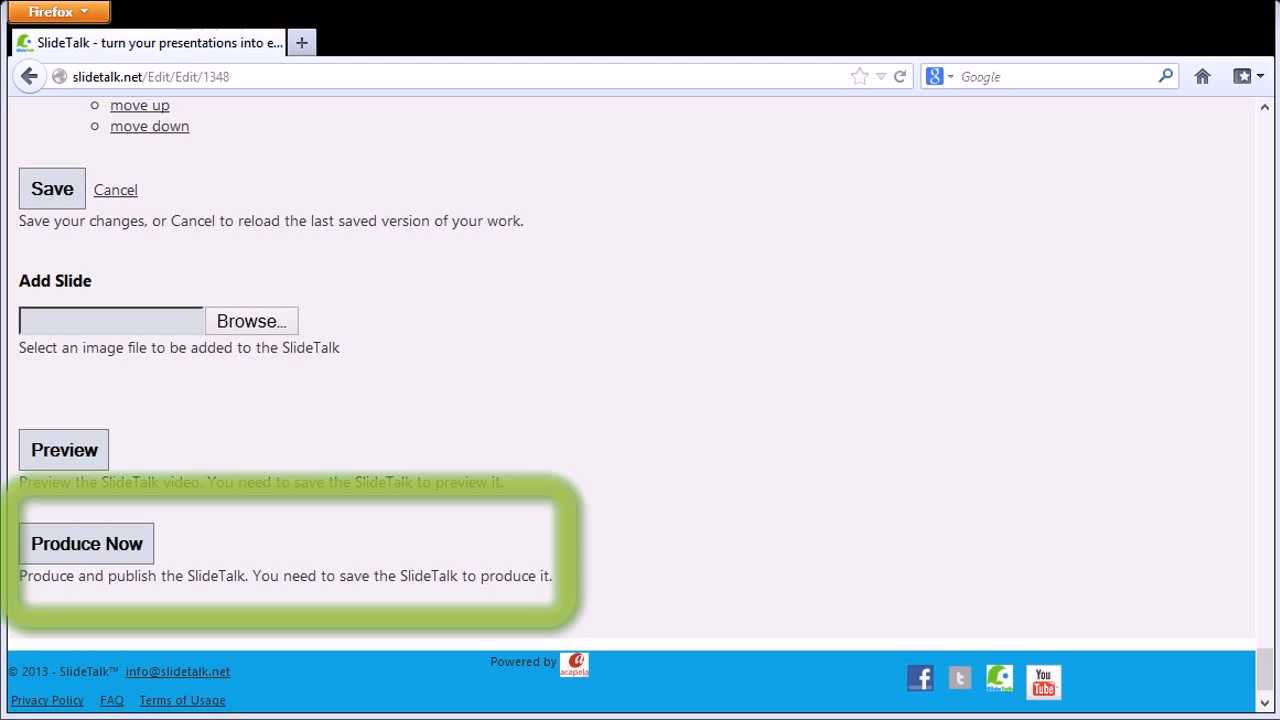 Firefox
SlideTalk - turn your presentations into e...
slidetalk.net/Edit/Edit/1348
Google
move up
move down
Save Cancel
Save your changes, or Cancel to reload the last saved version of your work.
Add Slide
Browse...
Select an image file to be added to the SlideTalk
Preview
Preview the SlideTalk video. You need to save the SlideTalk to preview it.
Produce Now
Produce and publish the SlideTalk. You need to save the SlideTalk to produce it.
Powered by acapela
© 2013 - SlideTalk™ info@slidetalk.net
You Tube
Privacy Policy FAQ Terms of Usage